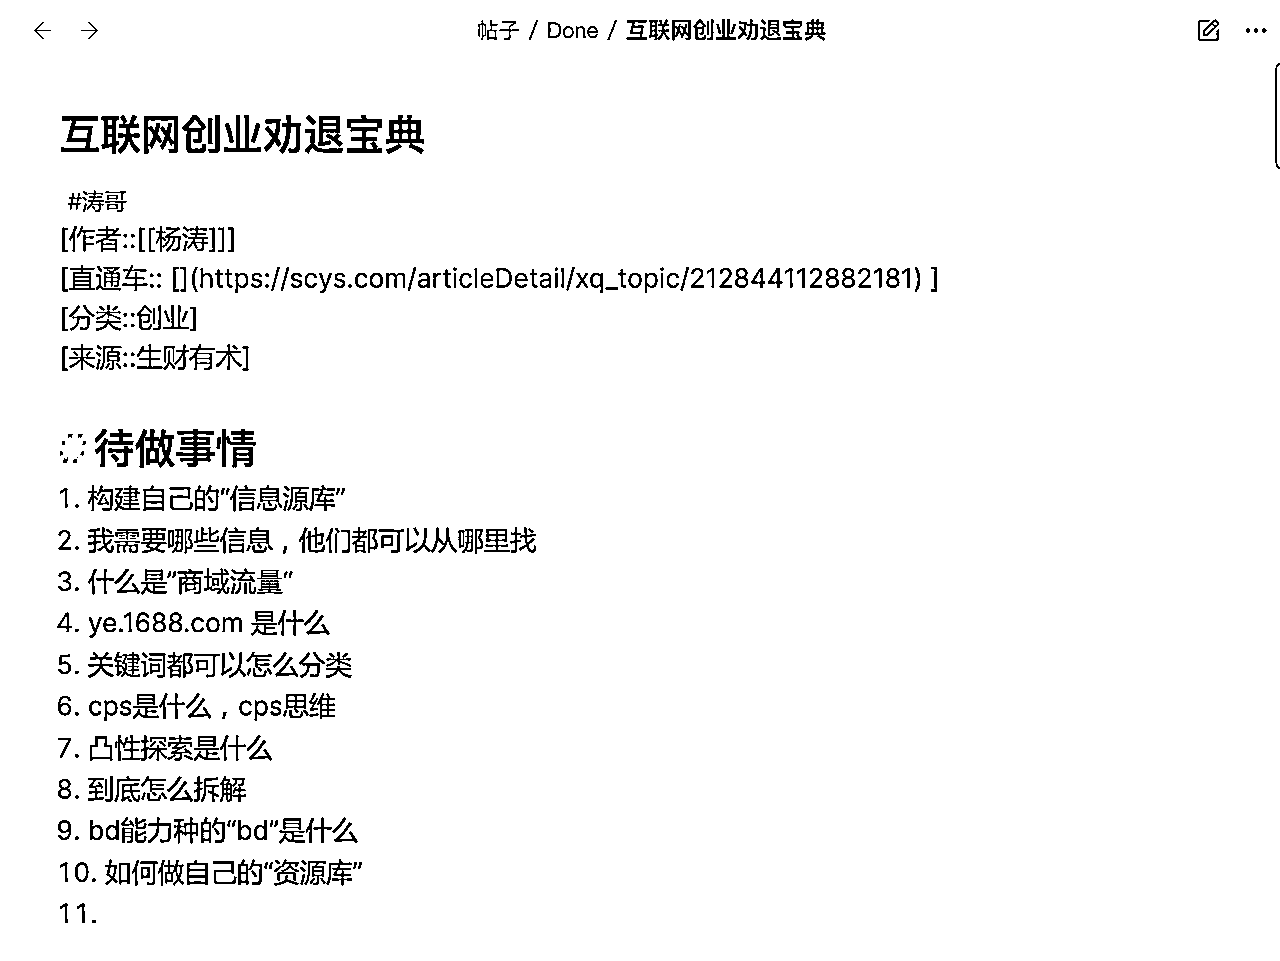 帖子 / Done / 互联网创业劝退宝典
互联网创业劝退宝典
#涛哥
[作者::[[杨涛]]]
[直通车:: [](https://scys.com/articleDetail/xq_topic/212844112882181) ]
[分类::创业]
[来源::生财有术]
待做事情
1. 构建自己的“信息源库”
2. 我需要哪些信息，他们都可以从哪里找
3. 什么是”商域流量“
4. ye.1688.com 是什么
5. 关键词都可以怎么分类
6. cps是什么，cps思维
7. 凸性探索是什么
8. 到底怎么拆解
9. bd能力种的“bd”是什么
10. 如何做自己的“资源库”
11.